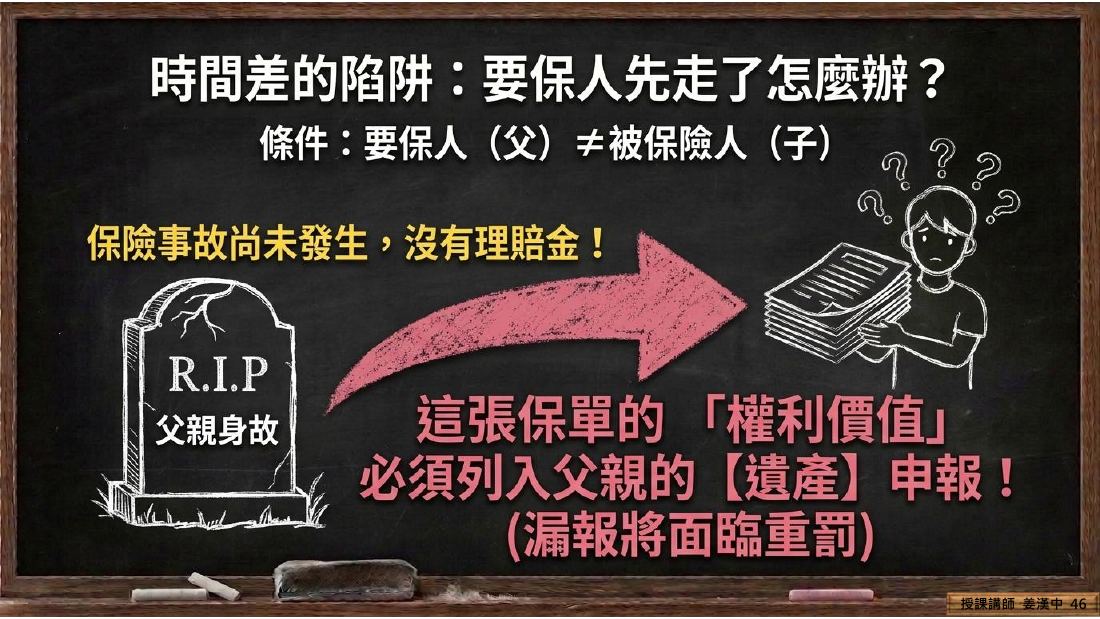 時間差的陷阱：要保人先走了怎麼辦？
條件：要保人（父）≠被保險人（子）
保險事故尚未發生，沒有理賠金！
R.I.P
父親身故
這張保單的「權利價值」
必須列入父親的【遺產】申報！
(漏報將面臨重罰)
授課講師 姜漢中 46